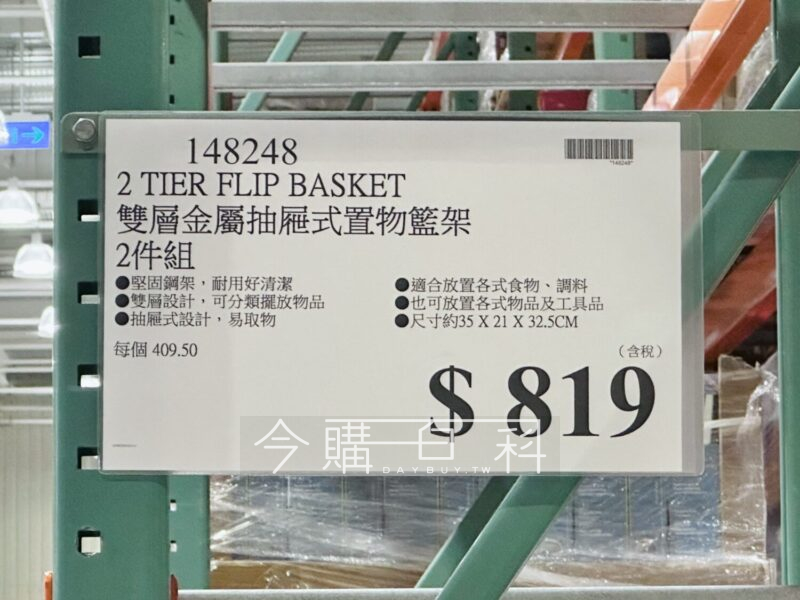 148248
"148248"
2 TIER FLIP BASKET
雙層金屬抽屜式置物籃架
2件組
●堅固鋼架，耐用好清潔
●雙層設計，可分類擺放物品
●抽屜式設計，易取物
●適合放置各式食物、調料
●也可放置各式物品及工具品
●尺寸約35 X 21 X 32.5CM
每個 409.50
（含稅）
$ 819
今購百科
DAYBUY.TW